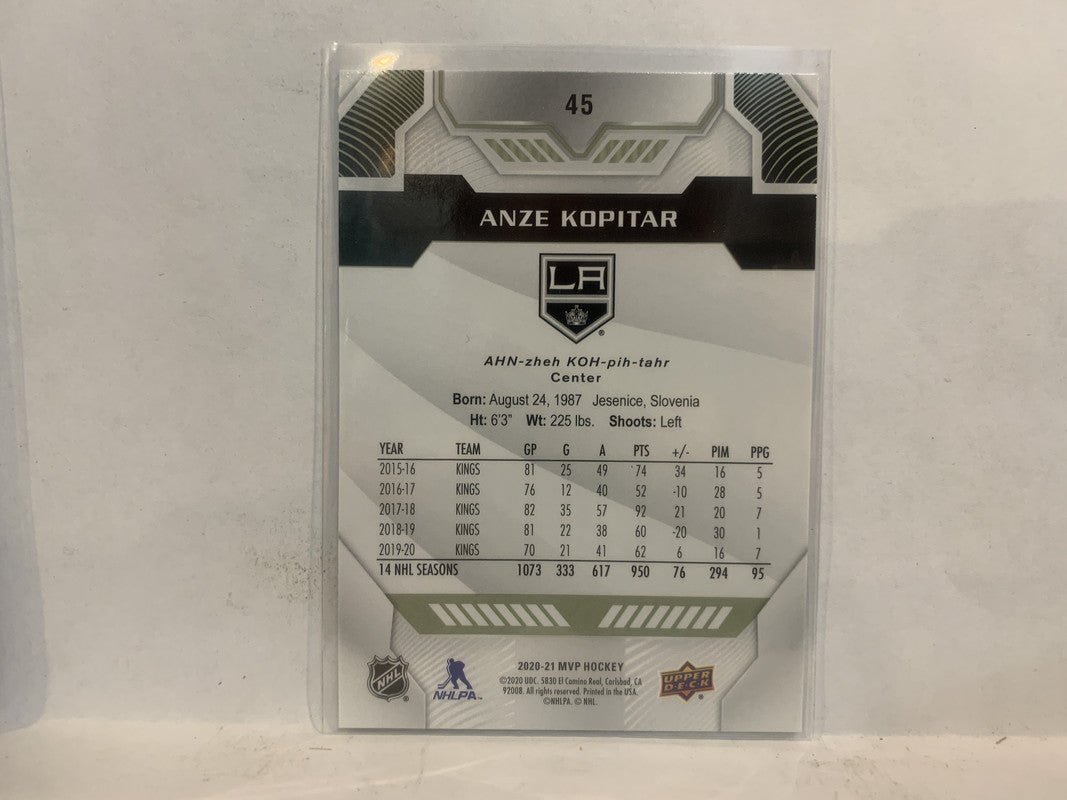 45
ANZE KOPITAR
LA
®
AHN-zheh KOH-pih-tahr
Center
Born: August 24, 1987 Jesenice, Slovenia
Ht: 6'3" Wt: 225 lbs. Shoots: Left
YEAR TEAM GP G A PTS +/- PIM PPG
2015-16 KINGS 81 25 49 74 34 16 5
2016-17 KINGS 76 12 40 52 -10 28 5
2017-18 KINGS 82 35 57 92 21 20 7
2018-19 KINGS 81 22 38 60 -20 30 1
2019-20 KINGS 70 21 41 62 6 16 7
14 NHL SEASONS 1073 333 617 950 76 294 95
2020-21 MVP HOCKEY
©2020 UDC. 5830 El Camino Real, Carlsbad, CA
92008. All rights reserved. Printed in the USA.
©NHLPA. © NHL.
NHL ®
NHLPA™
UPPER DECK ®